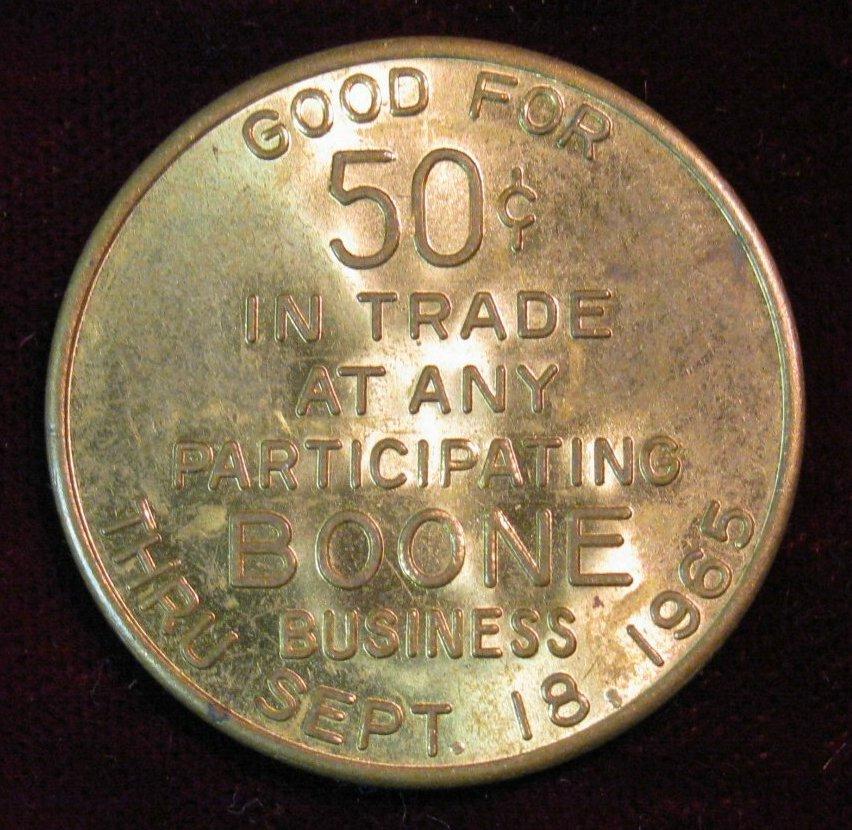 GOOD FOR
50¢
IN TRADE
AT ANY
PARTICIPATING
BOONE
BUSINESS
THRU SEPT. 18, 1965